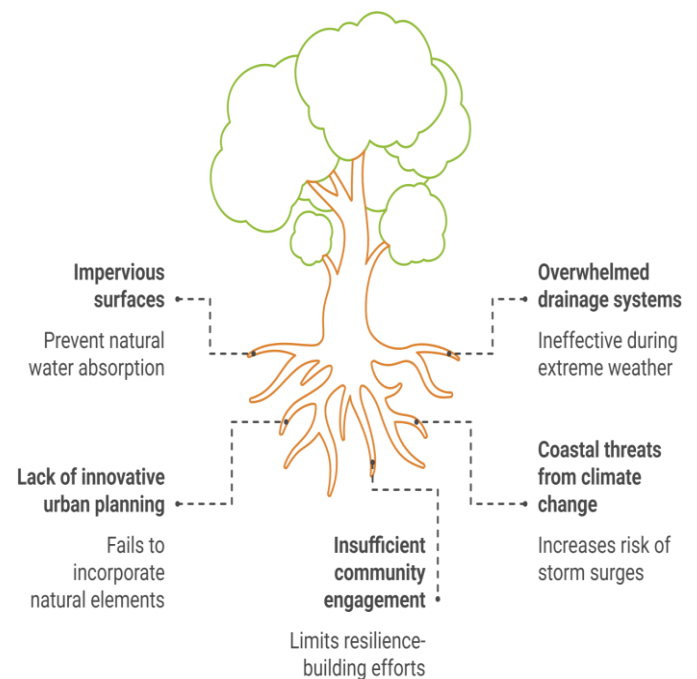 Impervious
surfaces
Prevent natural
water absorption
Overwhelmed
drainage systems
Ineffective during
extreme weather
Lack of innovative
urban planning
Fails to
incorporate
natural elements
Insufficient
community
engagement
Limits resilience-
building efforts
Coastal threats
from climate
change
Increases risk of
storm surges